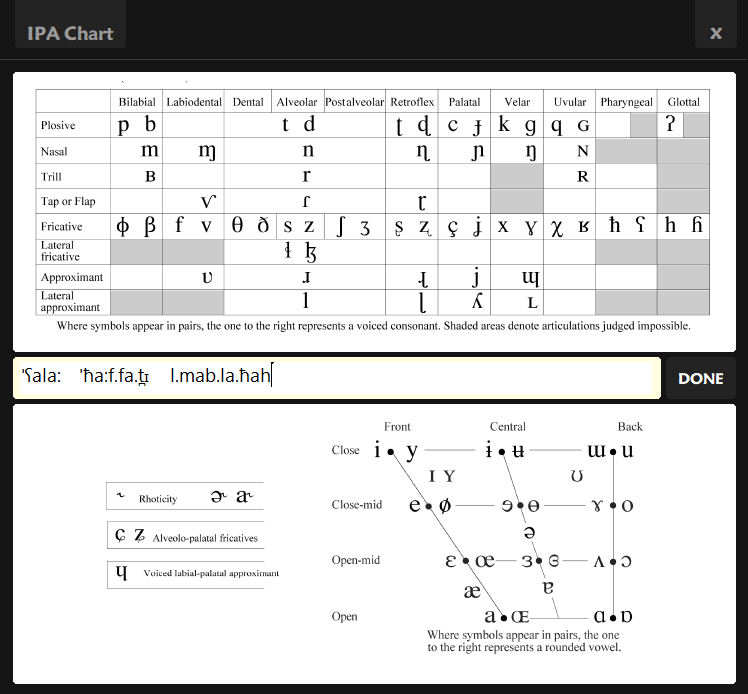 IPA Chart
x
Bilabial Labiodental Dental Alveolar Postalveolar Retroflex Palatal Velar Uvular Pharyngeal Glottal
Plosive p b t d ʈ ɖ c ɟ k ɡ q ɢ ʔ
Nasal m ɱ n ɳ ɲ ŋ ɴ
Trill ʙ r ʀ
Tap or Flap ⱱ ɾ ɽ
Fricative ɸ β f v θ ð s z ʃ ʒ ʂ ʐ ç ʝ x ɣ χ ʁ ħ ʕ h ɦ
Lateral
fricative ɬ ɮ
Approximant ʋ ɹ ɻ j ɰ
Lateral
approximant l ɭ ʎ ʟ
Where symbols appear in pairs, the one to the right represents a voiced consonant. Shaded areas denote articulations judged impossible.
ˈʕala: ˈħa:f.fa.t̪ɪ l.mab.la.ħah
DONE
Front Central Back
Close i y ɨ ʉ ɯ u
ɪ ʏ ʊ
Close-mid e ø ɘ ɵ ɤ o
ə
Open-mid ɛ œ ɜ ɞ ʌ ɔ
æ ɐ
Open a ɶ ɑ ɒ
Where symbols appear in pairs, the one
to the right represents a rounded vowel.
˞ Rhoticity ɚ a˞
ɕ ʑ Alveolo-palatal fricatives
ɥ Voiced labial-palatal approximant